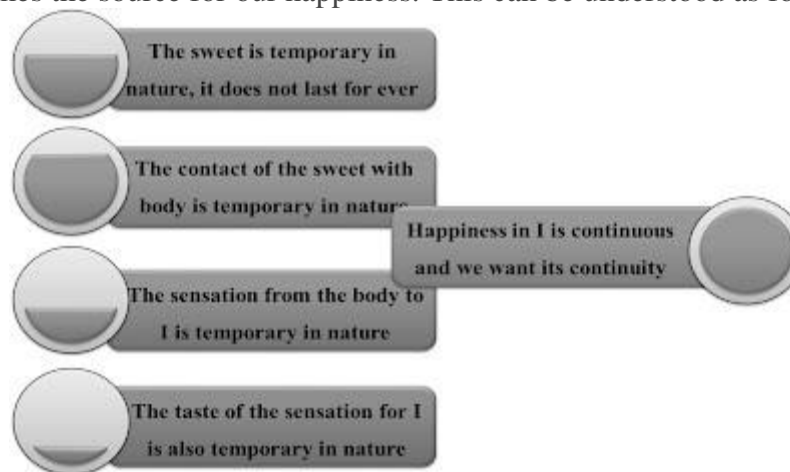 nes the source for our happiness. This can be understood as fo
The sweet is temporary in
nature, it does not last for ever
The contact of the sweet with
body is temporary in nature
Happiness in I is continuous
and we want its continuity
The sensation from the body to
I is temporary in nature
The taste of the sensation for I
is also temporary in nature